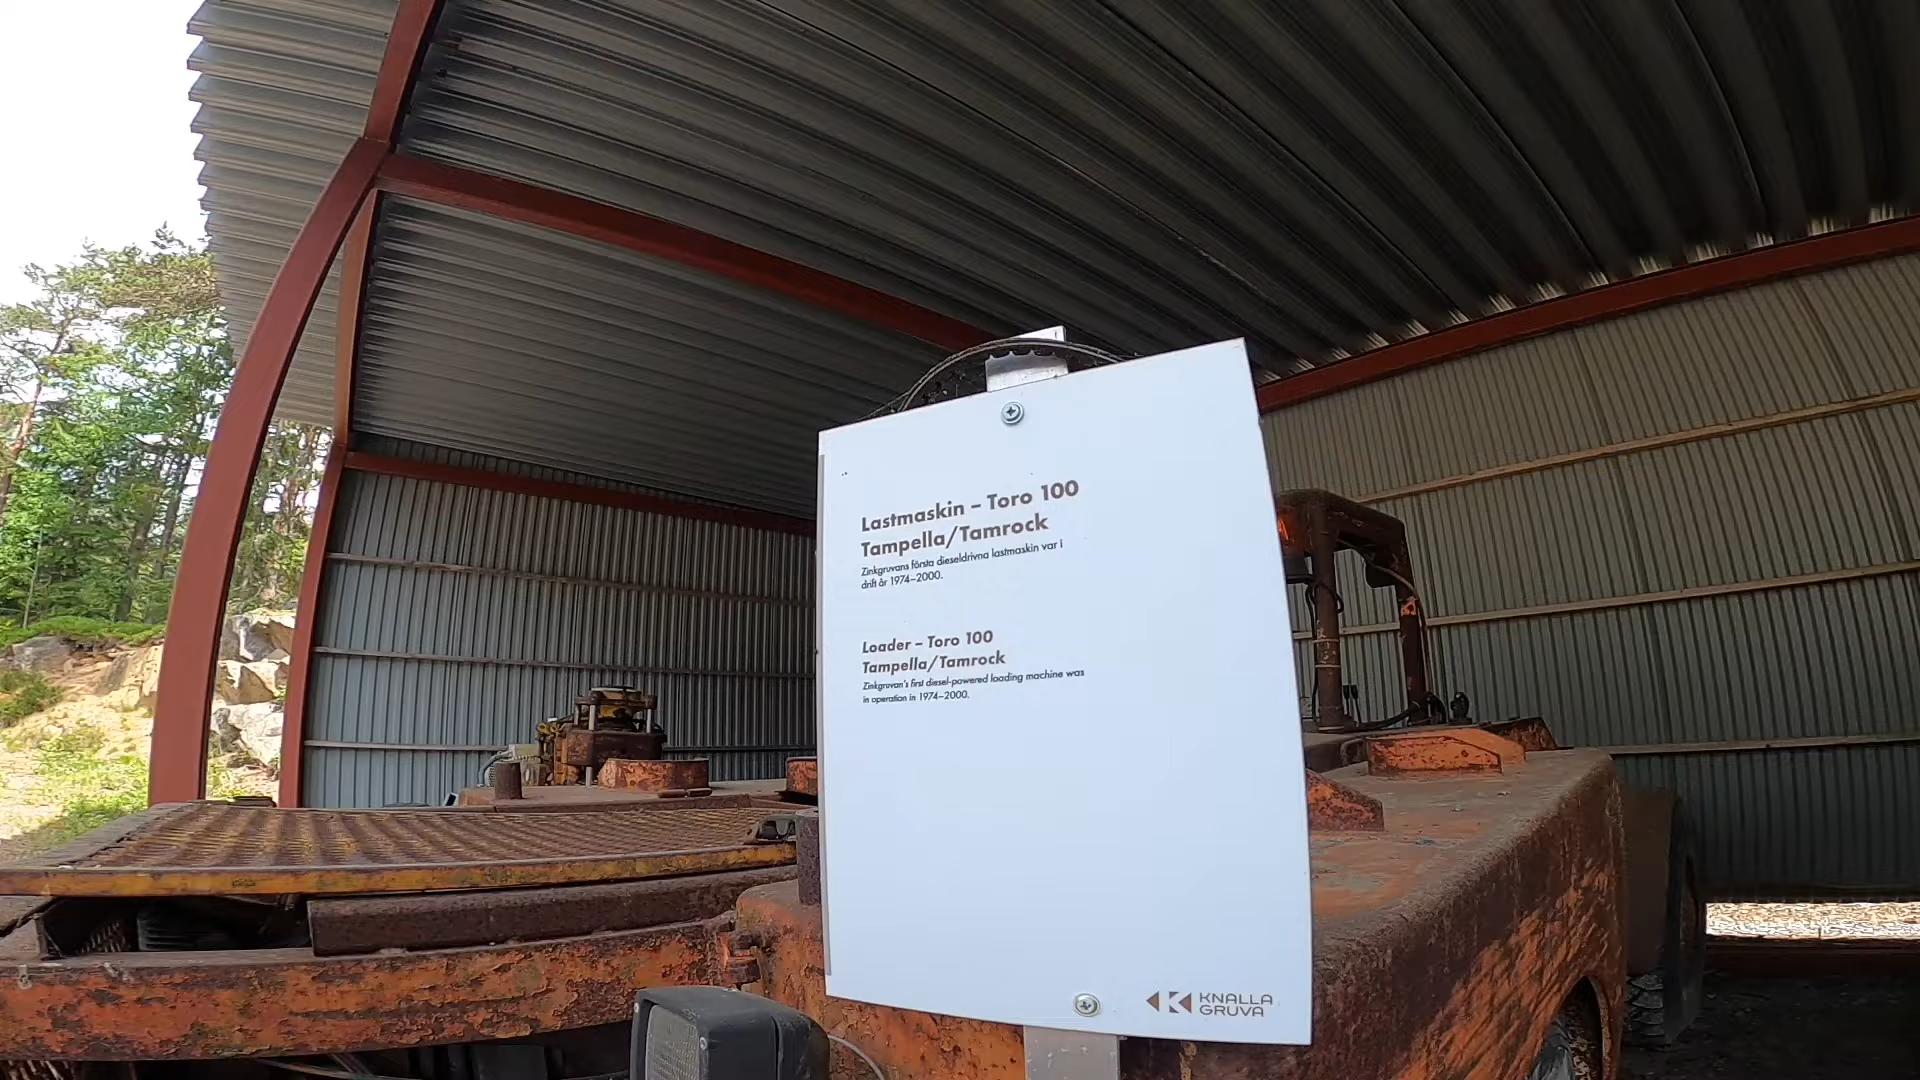 Lastmaskin – Toro 100
Tampella/Tamrock
Zinkgruvans första dieseldrivna lastmaskin var i
drift år 1974–2000.
Loader – Toro 100
Tampella/Tamrock
Zinkgruvan's first diesel-powered loading machine was
in operation in 1974–2000.
KNALLA
GRUVA